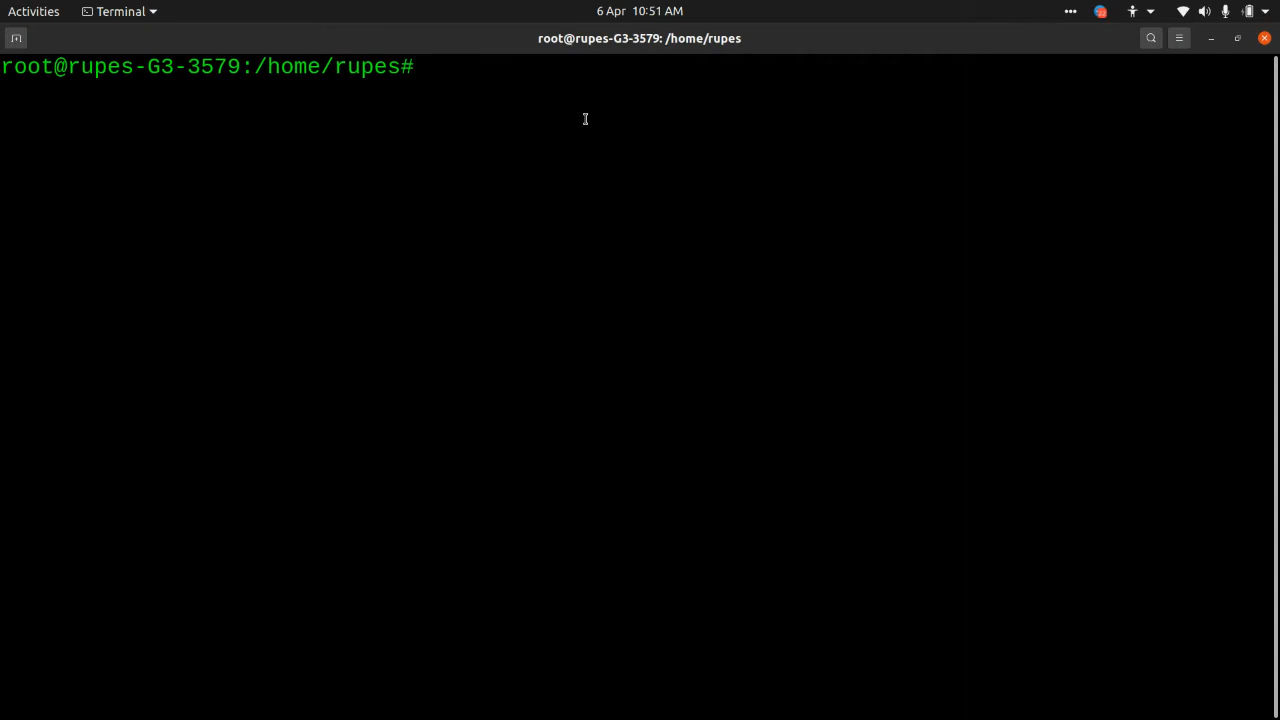 Activities Terminal 6 Apr 10:51 AM
root@rupes-G3-3579: /home/rupes
root@rupes-G3-3579:/home/rupes#